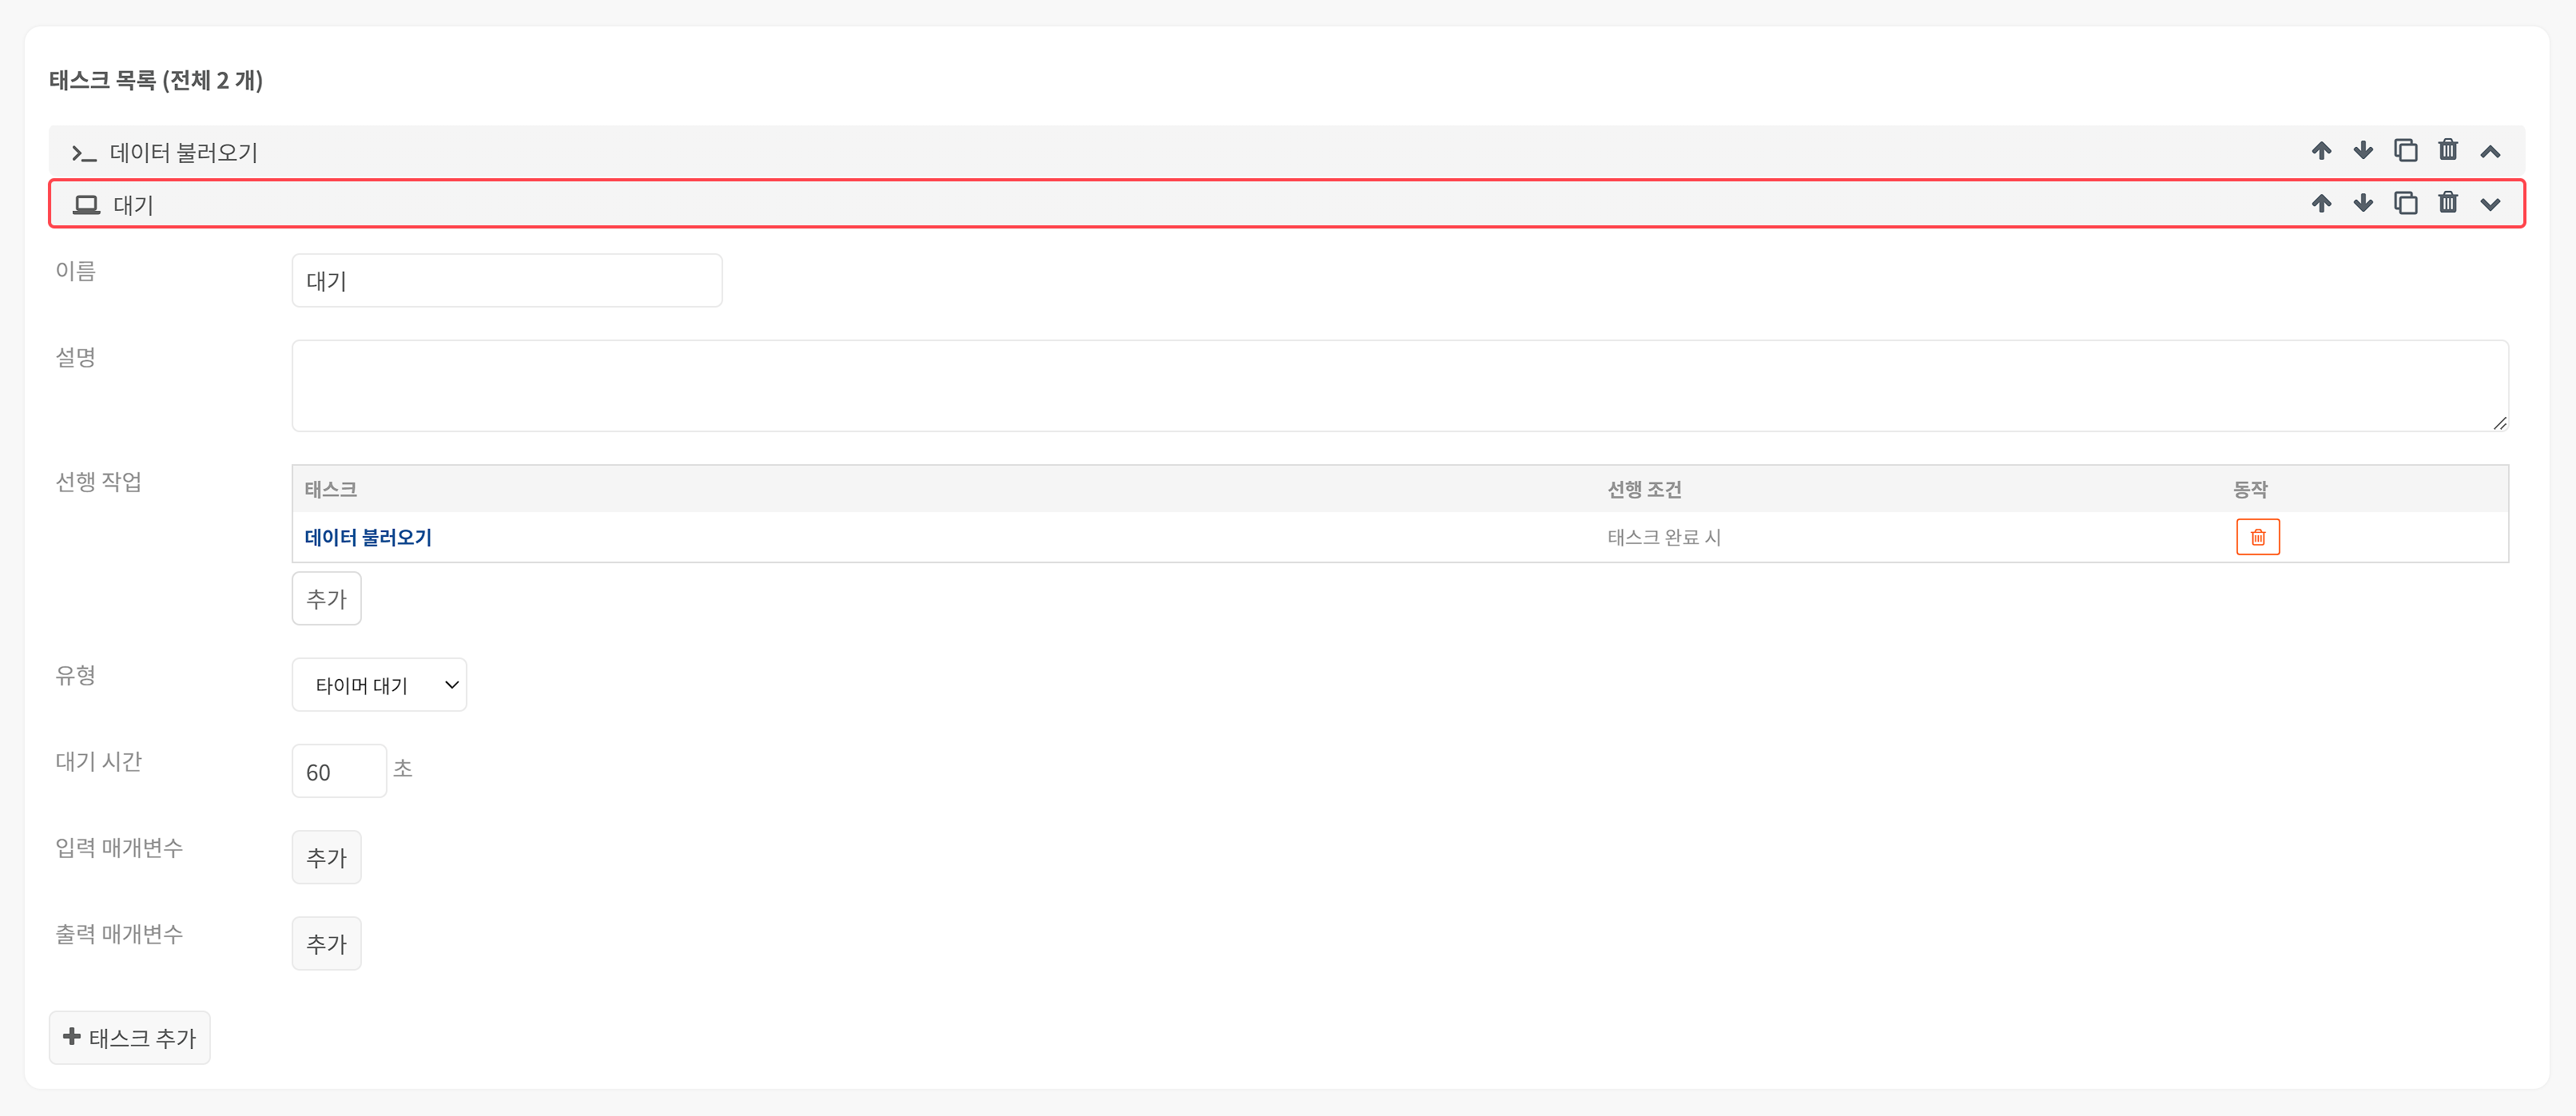 태스크 목록 (전체 2 개)
데이터 불러오기
대기
이름
대기
설명
선행 작업
태스크 선행 조건 동작
데이터 불러오기 태스크 완료 시
추가
유형
타이머 대기
대기 시간
60 초
입력 매개변수
추가
출력 매개변수
추가
태스크 추가